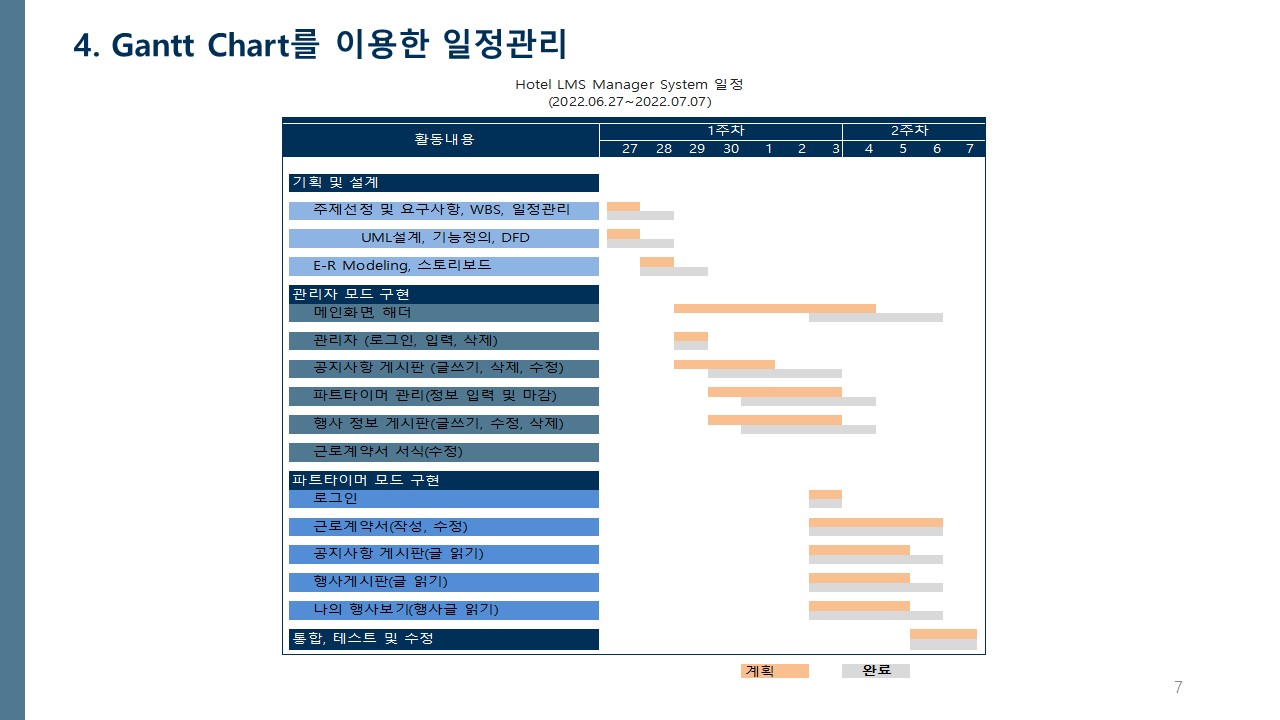 4. Gantt Chart를 이용한 일정관리
Hotel LMS Manager System 일정
(2022.06.27~2022.07.07)
활동내용
1주차 2주차
27 28 29 30 1 2 3 4 5 6 7
기획 및 설계
주제선정 및 요구사항, WBS, 일정관리
UML설계, 기능정의, DFD
E-R Modeling, 스토리보드
관리자 모드 구현
메인화면, 해더
관리자 (로그인, 입력, 삭제)
공지사항 게시판 (글쓰기, 삭제, 수정)
파트타이머 관리(정보 입력 및 마감)
행사 정보 게시판(글쓰기, 수정, 삭제)
근로계약서 서식(수정)
파트타이머 모드 구현
로그인
근로계약서(작성, 수정)
공지사항 게시판(글 읽기)
행사게시판(글 읽기)
나의 행사보기(행사글 읽기)
통합, 테스트 및 수정
계획 완료
7